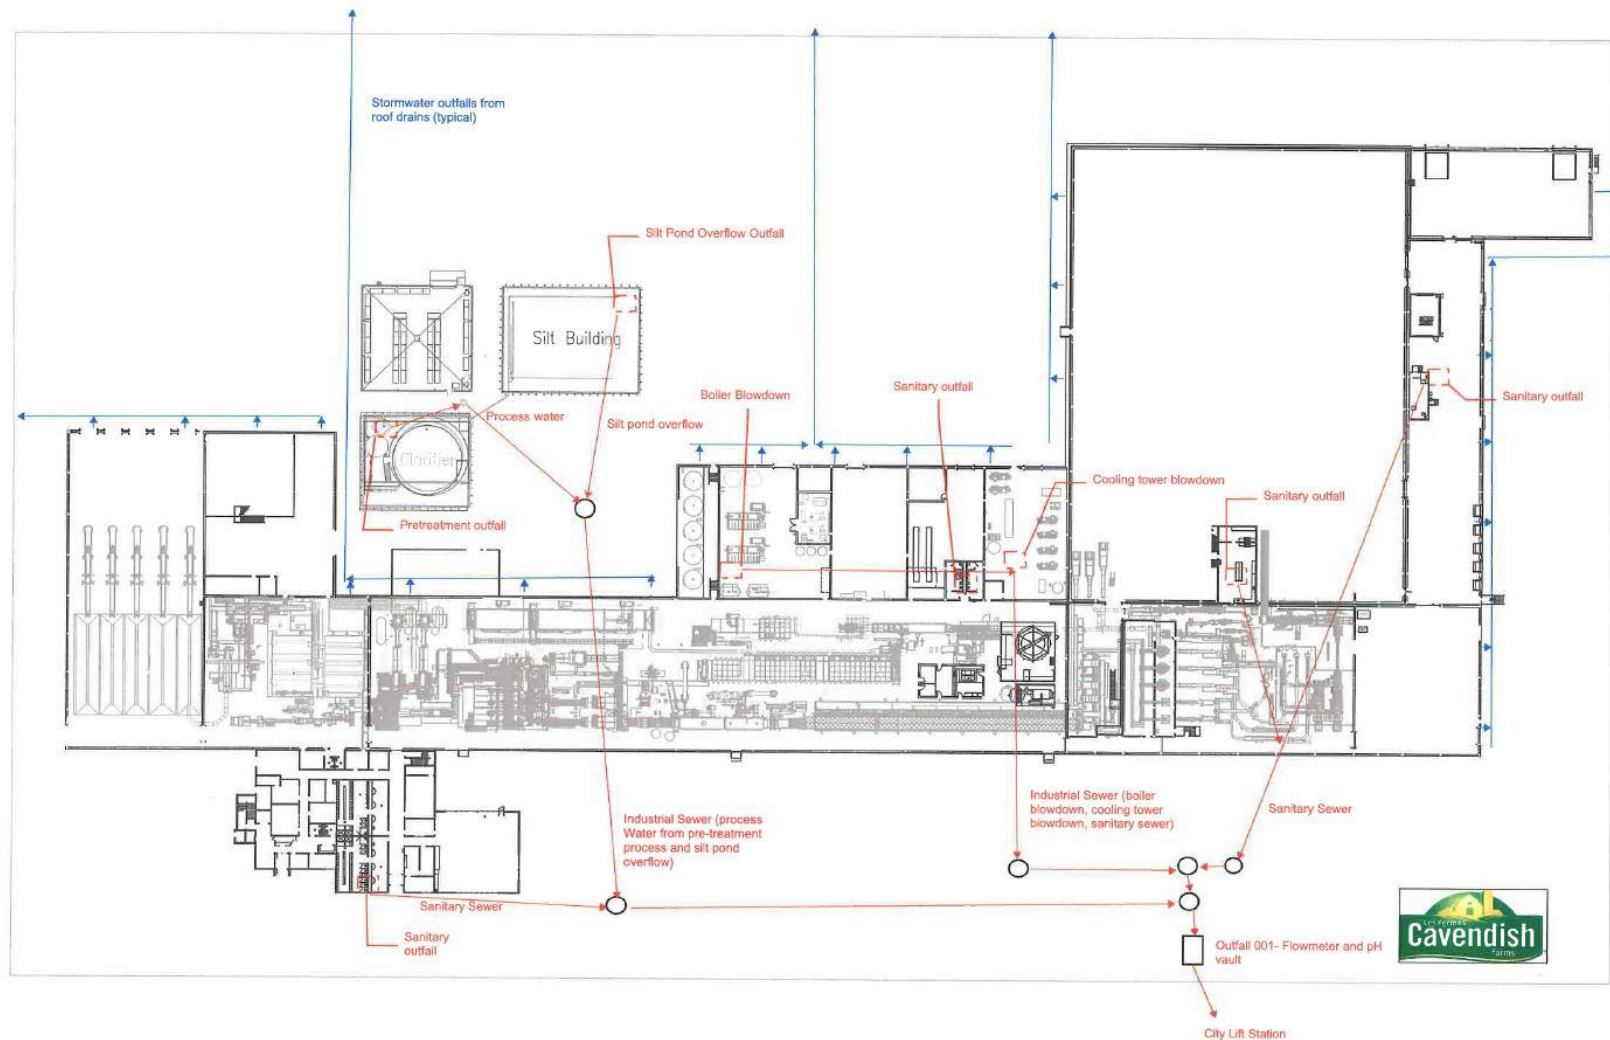 Stormwater outfalls from
roof drains (typical)
Silt Pond Overflow Outfall
Silt Building
Boiler Blowdown
Sanitary outfall
Sanitary outfall
Process water
Silt pond overflow
Clarifier
Cooling tower blowdown
Sanitary outfall
Pretreatment outfall
Industrial Sewer (process
Water from pre-treatment
process and silt pond
overflow)
Industrial Sewer (boiler
blowdown, cooling tower
blowdown, sanitary sewer)
Sanitary Sewer
Sanitary Sewer
Sanitary
outfall
Outfall 001- Flowmeter and pH
vault
Les Fermes
Cavendish
Farms
City Lift Station